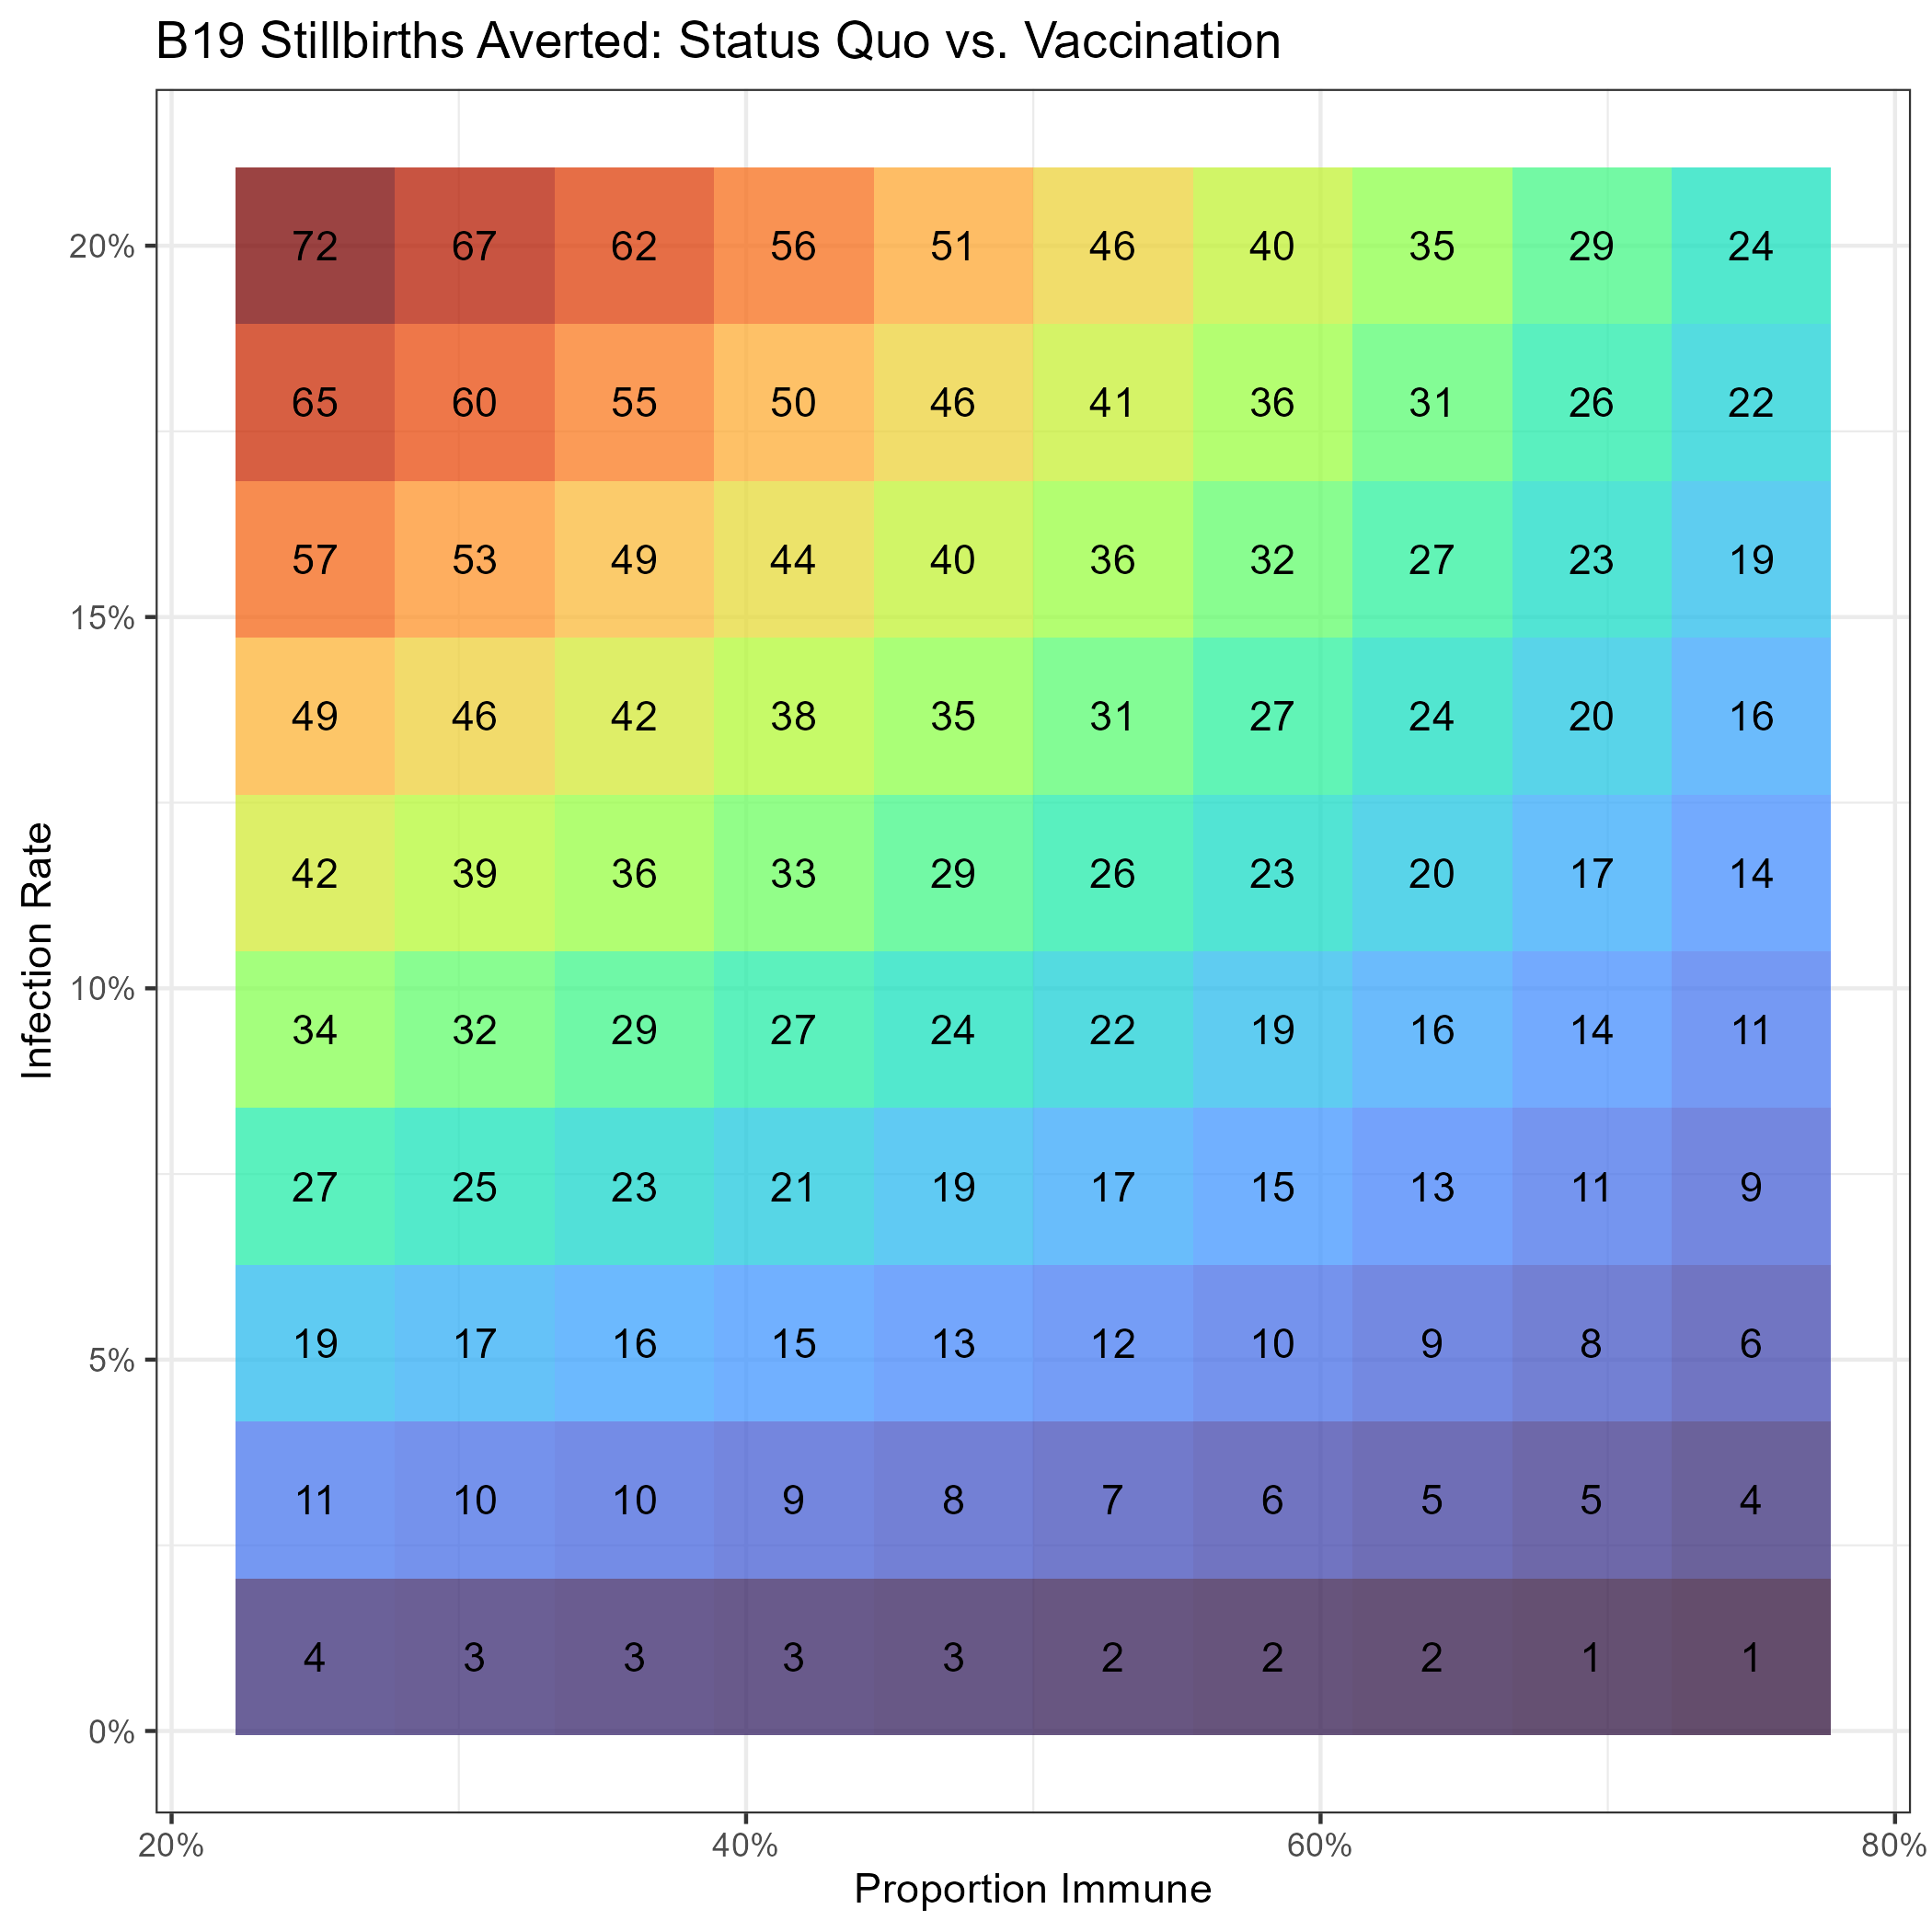 B19 Stillbirths Averted: Status Quo vs. Vaccination
20% 72 67 62 56 51 46 40 35 29 24
65 60 55 50 46 41 36 31 26 22
57 53 49 44 40 36 32 27 23 19
15%
49 46 42 38 35 31 27 24 20 16
42 39 36 33 29 26 23 20 17 14
Infection Rate
10%
34 32 29 27 24 22 19 16 14 11
27 25 23 21 19 17 15 13 11 9
19 17 16 15 13 12 10 9 8 6
5%
11 10 10 9 8 7 6 5 5 4
4 3 3 3 3 2 2 2 1 1
0%
20% 40% 60% 80%
Proportion Immune